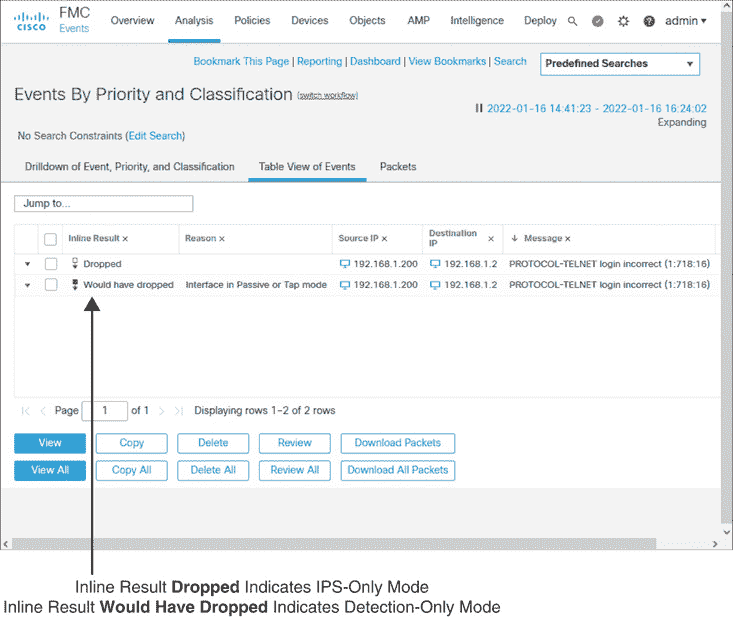 cisco
FMC
Events
Overview Analysis Policies Devices Objects AMP Intelligence Deploy admin
Bookmark This Page | Reporting | Dashboard | View Bookmarks | Search
Predefined Searches
Events By Priority and Classification (switch workflow)
2022-01-16 14:41:23 - 2022-01-16 16:24:02
Expanding
No Search Constraints (Edit Search)
Drilldown of Event, Priority, and Classification Table View of Events Packets
Jump to...
Inline Result × Reason × Source IP × Destination IP × ↓ Message ×
Dropped 192.168.1.200 192.168.1.2 PROTOCOL-TELNET login incorrect (1:718:16)
Would have dropped Interface in Passive or Tap mode 192.168.1.200 192.168.1.2 PROTOCOL-TELNET login incorrect (1:718:16)
Page 1 of 1 Displaying rows 1–2 of 2 rows
View Copy Delete Review Download Packets
View All Copy All Delete All Review All Download All Packets
Inline Result Dropped Indicates IPS-Only Mode
Inline Result Would Have Dropped Indicates Detection-Only Mode